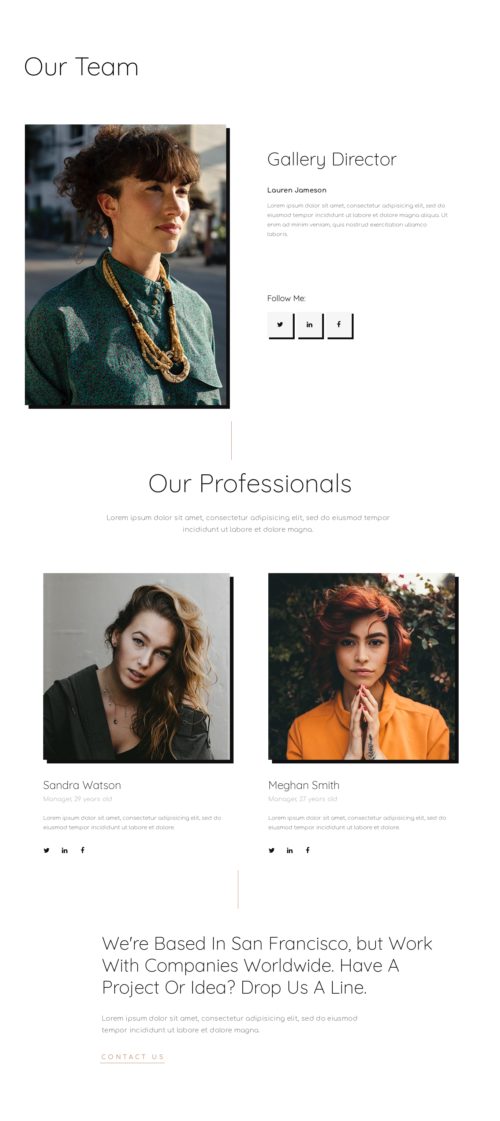 Our Team
Gallery Director
Lauren Jameson
Lorem ipsum dolor sit amet, consectetur adipisicing elit, sed do
eiusmod tempor incididunt ut labore et dolore magna aliqua. Ut
enim ad minim veniam, quis nostrud exercitation ullamco
laboris.
Follow Me:
Our Professionals
Lorem ipsum dolor sit amet, consectetur adipisicing elit, sed do eiusmod tempor
incididunt ut labore et dolore magna.
Sandra Watson
Manager, 29 years old
Lorem ipsum dolor sit amet, consectetur adipisicing elit, sed do
eiusmod tempor incididunt ut labore et dolore.
Meghan Smith
Manager, 27 years old
Lorem ipsum dolor sit amet, consectetur adipisicing elit, sed do
eiusmod tempor incididunt ut labore et dolore.
We're Based In San Francisco, but Work
With Companies Worldwide. Have A
Project Or Idea? Drop Us A Line.
Lorem ipsum dolor sit amet, consectetur adipisicing elit, sed do eiusmod
tempor incididunt ut labore et dolore magna.
CONTACT US